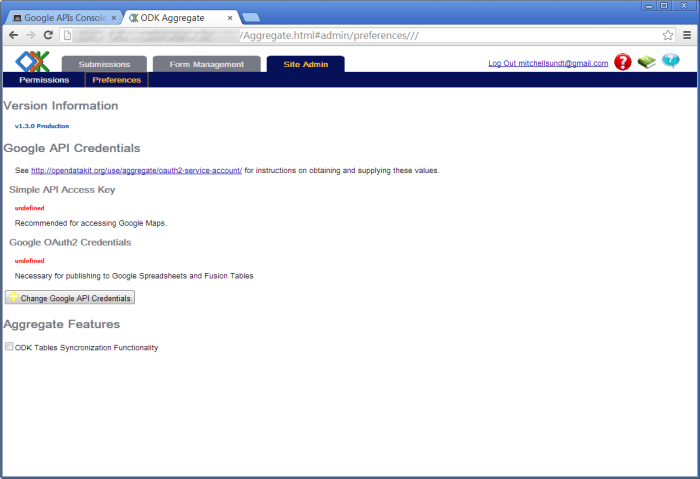 Google APIs Console
ODK Aggregate
/Aggregate.html#admin/preferences///
ODK
Submissions
Form Management
Site Admin
Log Out mitchellsundt@gmail.com
Permissions
Preferences
Version Information
v1.3.0 Production
Google API Credentials
See http://opendatakit.org/use/aggregate/oauth2-service-account/ for instructions on obtaining and supplying these values.
Simple API Access Key
undefined
Recommended for accessing Google Maps.
Google OAuth2 Credentials
undefined
Necessary for publishing to Google Spreadsheets and Fusion Tables
Change Google API Credentials
Aggregate Features
ODK Tables Syncronization Functionality